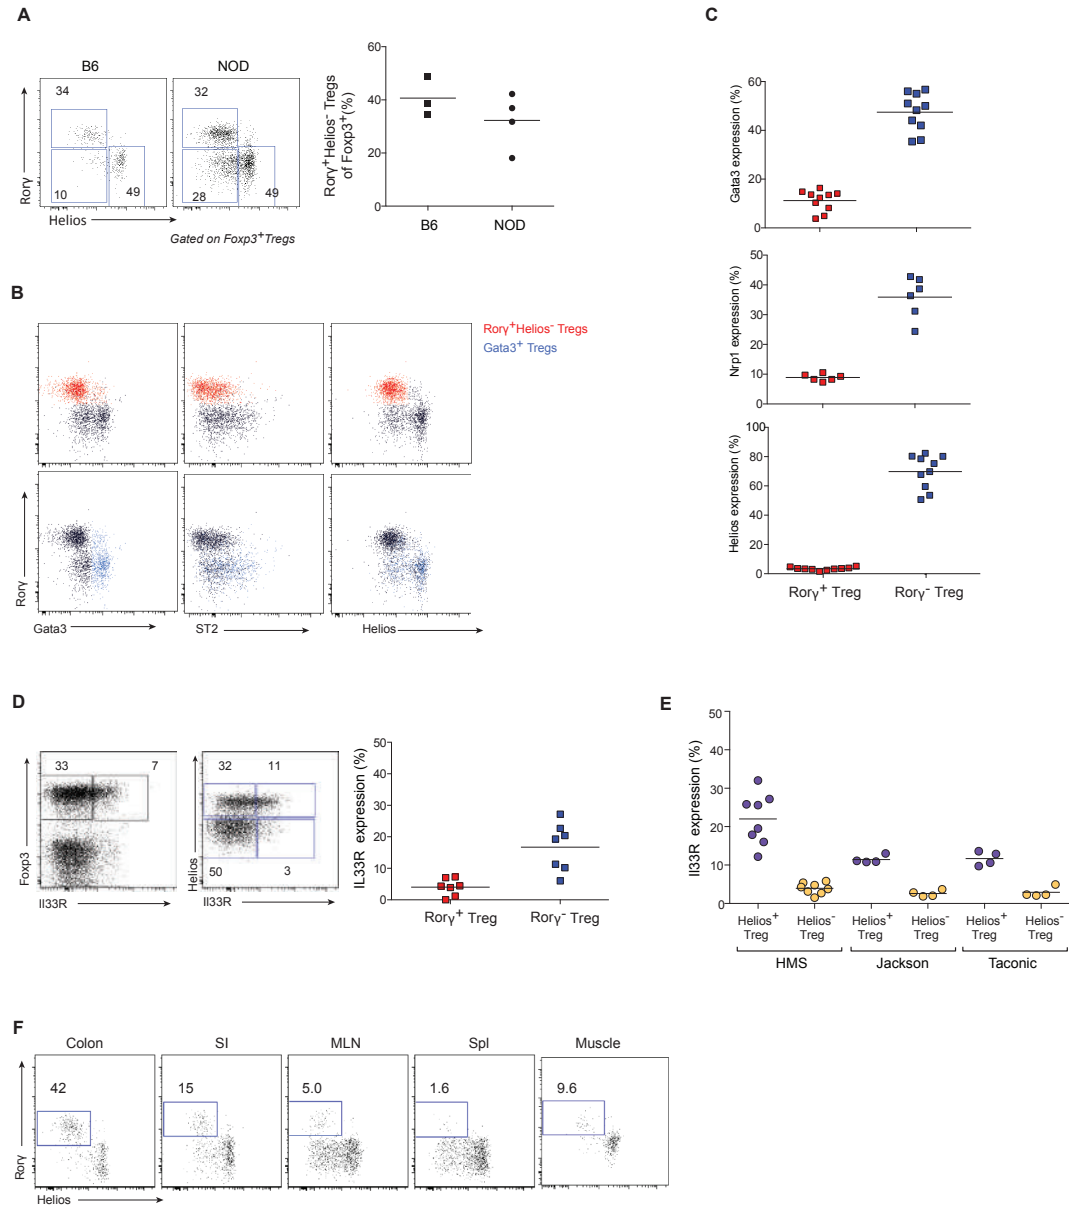 A
B6
NOD
34
10
49
32
28
49
Rorγ
Helios
Gated on Foxp3+Tregs
Rorγ+Helios- Tregs
of Foxp3+(%)
60
40
20
0
B6
NOD
B
Rorγ+Helios- Tregs
Gata3+ Tregs
Rorγ
Gata3
ST2
Helios
C
Gata3 expression (%)
60
40
20
0
Nrp1 expression (%)
50
40
30
20
10
0
Helios expression (%)
100
80
60
40
20
0
Rorγ+ Treg
Rorγ- Treg
D
33
7
Foxp3
Il33R
32
11
50
3
Helios
Il33R
IL33R expression (%)
50
40
30
20
10
0
Rorγ+ Treg
Rorγ- Treg
E
Il33R expression (%)
50
40
30
20
10
0
Helios+
Treg
Helios-
Treg
Helios+
Treg
Helios-
Treg
Helios+
Treg
Helios-
Treg
HMS
Jackson
Taconic
F
Colon
SI
MLN
Spl
Muscle
42
15
5.0
1.6
9.6
Rorγ
Helios